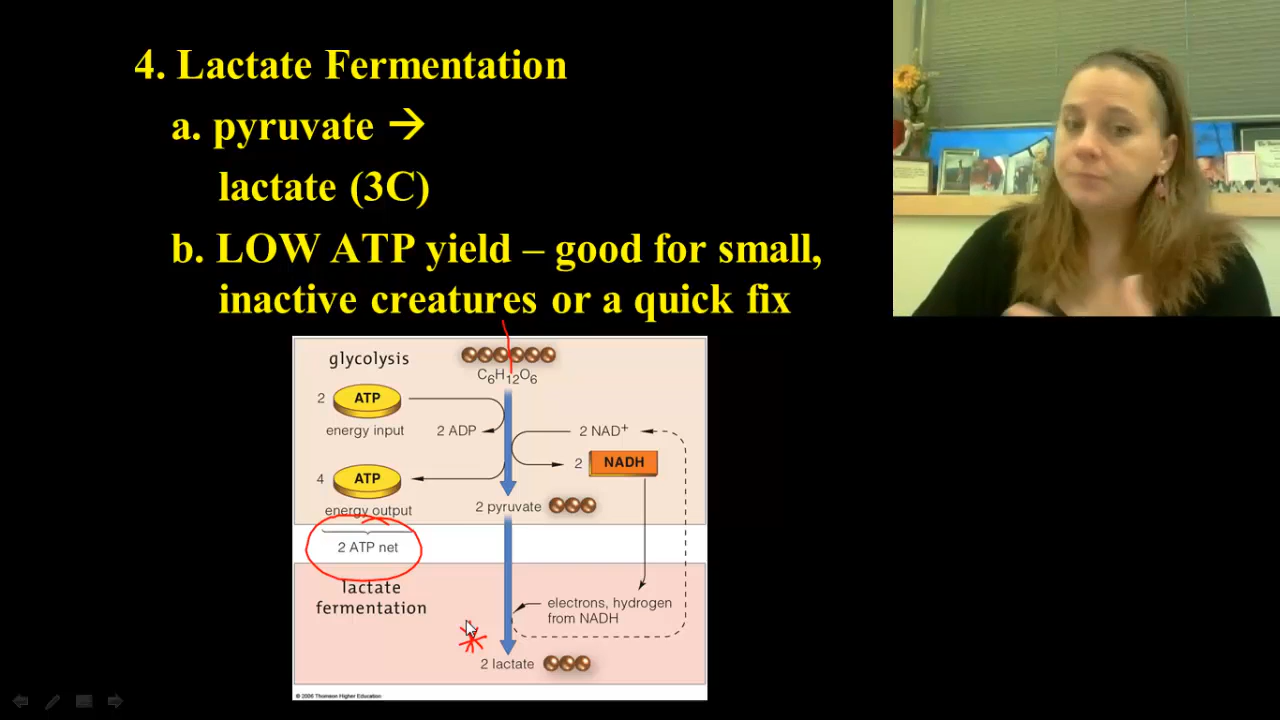 4. Lactate Fermentation
a. pyruvate →
lactate (3C)
b. LOW ATP yield – good for small,
inactive creatures or a quick fix
glycolysis
C6H12O6
2 ATP
energy input
2 ADP
2 NAD+
2 NADH
4 ATP
energy output
2 pyruvate
2 ATP net
lactate
fermentation
electrons, hydrogen
from NADH
2 lactate
© 2006 Thomson Higher Education